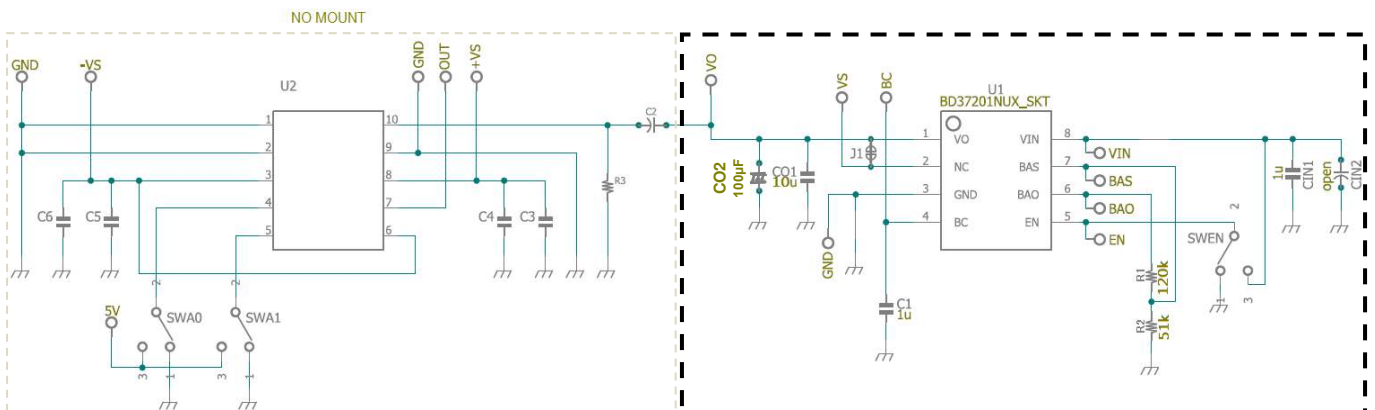 NO MOUNT
GND
-VS
U2
GND
OUT
+VS
1
2
3
4
5
10
9
8
7
6
C6
C5
C4
C3
R3
C2
5V
2
SWA0
3
1
2
SWA1
3
1
VO
VS
BC
U1
BD37201NUX_SKT
1
VO
2
NC
3
GND
4
BC
VIN
8
BAS
7
BAO
6
EN
5
VIN
BAS
BAO
EN
CO2
100µF
CO1
10u
J1
GND
C1
1u
R1
120k
R2
51k
2
SWEN
1
3
1u
CIN1
open
CIN2